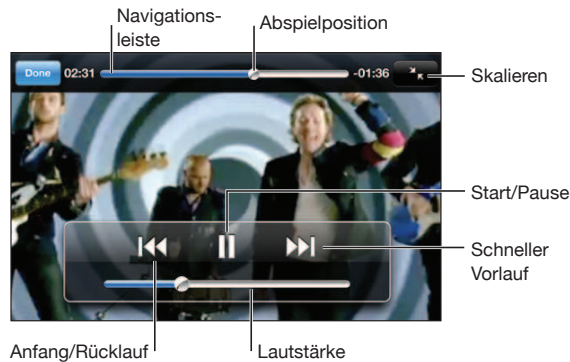 Navigations-
leiste
Abspielposition
Done 02:31 -01:36
Skalieren
Start/Pause
Schneller
Vorlauf
Anfang/Rücklauf
Lautstärke